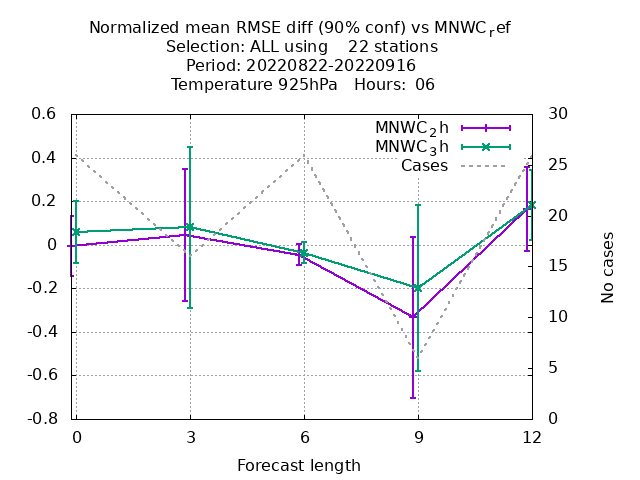 Normalized mean RMSE diff (90% conf) vs MNWC_ref
Selection: ALL using    22 stations
Period: 20220822-20220916
Temperature 925hPa   Hours:  06
MNWC_2h
MNWC_3h
Cases
0.6
0.4
0.2
0
-0.2
-0.4
-0.6
-0.8
30
25
20
15
10
5
0
No cases
0 3 6 9 12
Forecast length